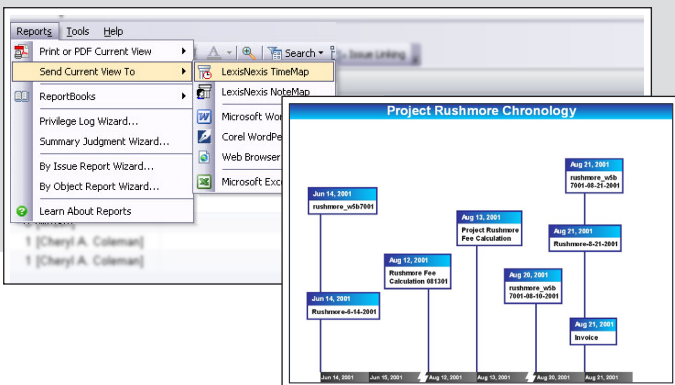 Reports Tools Help
Print or PDF Current View
Search
Issue Linking
Send Current View To
LexisNexis TimeMap
ReportBooks
LexisNexis NoteMap
Privilege Log Wizard...
Microsoft Wor
Summary Judgment Wizard...
Corel WordPe
By Issue Report Wizard...
Web Browser
By Object Report Wizard...
Microsoft Exc
Learn About Reports
1 [Cheryl A. Coleman]
1 [Cheryl A. Coleman]
Project Rushmore Chronology
Jun 14, 2001
rushmore_w5b7001
Jun 14, 2001
Rushmore-6-14-2001
Aug 12, 2001
Rushmore Fee
Calculation 081301
Aug 13, 2001
Project Rushmore
Fee Calculation
Aug 20, 2001
rushmore_w5b
7001-08-10-2001
Aug 21, 2001
rushmore_w5b
7001-08-21-2001
Aug 21, 2001
Rushmore-8-21-2001
Aug 21, 2001
Invoice
Jun 14, 2001 Jun 15, 2001 Aug 12, 2001 Aug 13, 2001 Aug 20, 2001 Aug 21, 2001